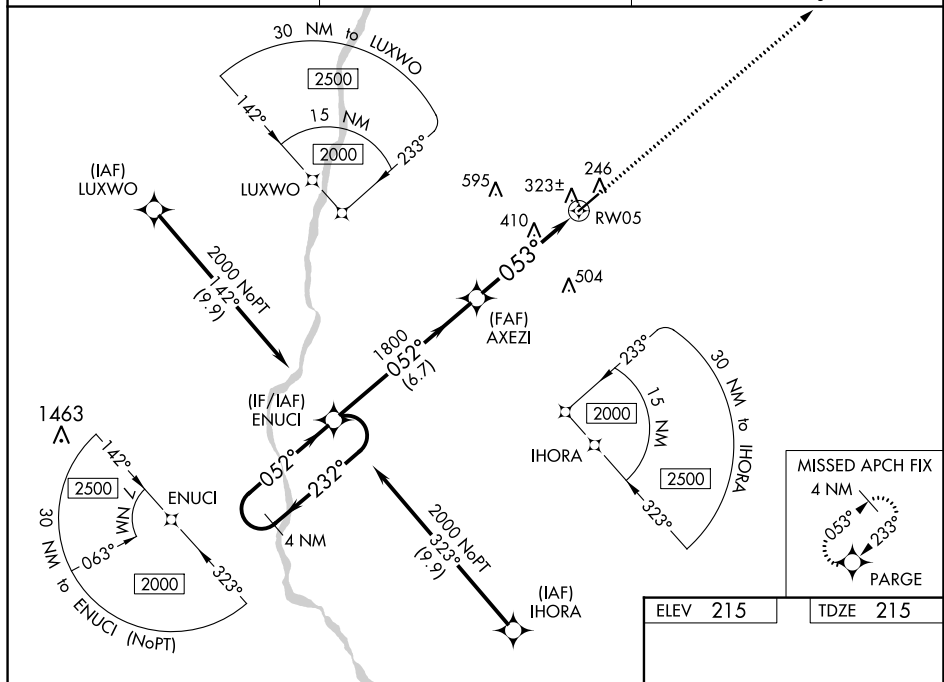 30 NM to LUXWO
2500
142°
15 NM
2000
233°
LUXWO
(IAF)
LUXWO
2000 NoPT
142°
(9.9)
595
323±
246
RW05
410
053°
504
(FAF)
AXEZI
1800
052°
(6.7)
(IF/IAF)
ENUCI
052°
232°
4 NM
1463
142°
2500
7 NM
ENUCI
063°
2000
323°
30 NM to ENUCI (NoPT)
233°
15 NM
2000
IHORA
30 NM to IHORA
2500
323°
2000 NoPT
323°
(9.9)
(IAF)
IHORA
MISSED APCH FIX
4 NM
053°
233°
PARGE
ELEV 215
TDZE 215